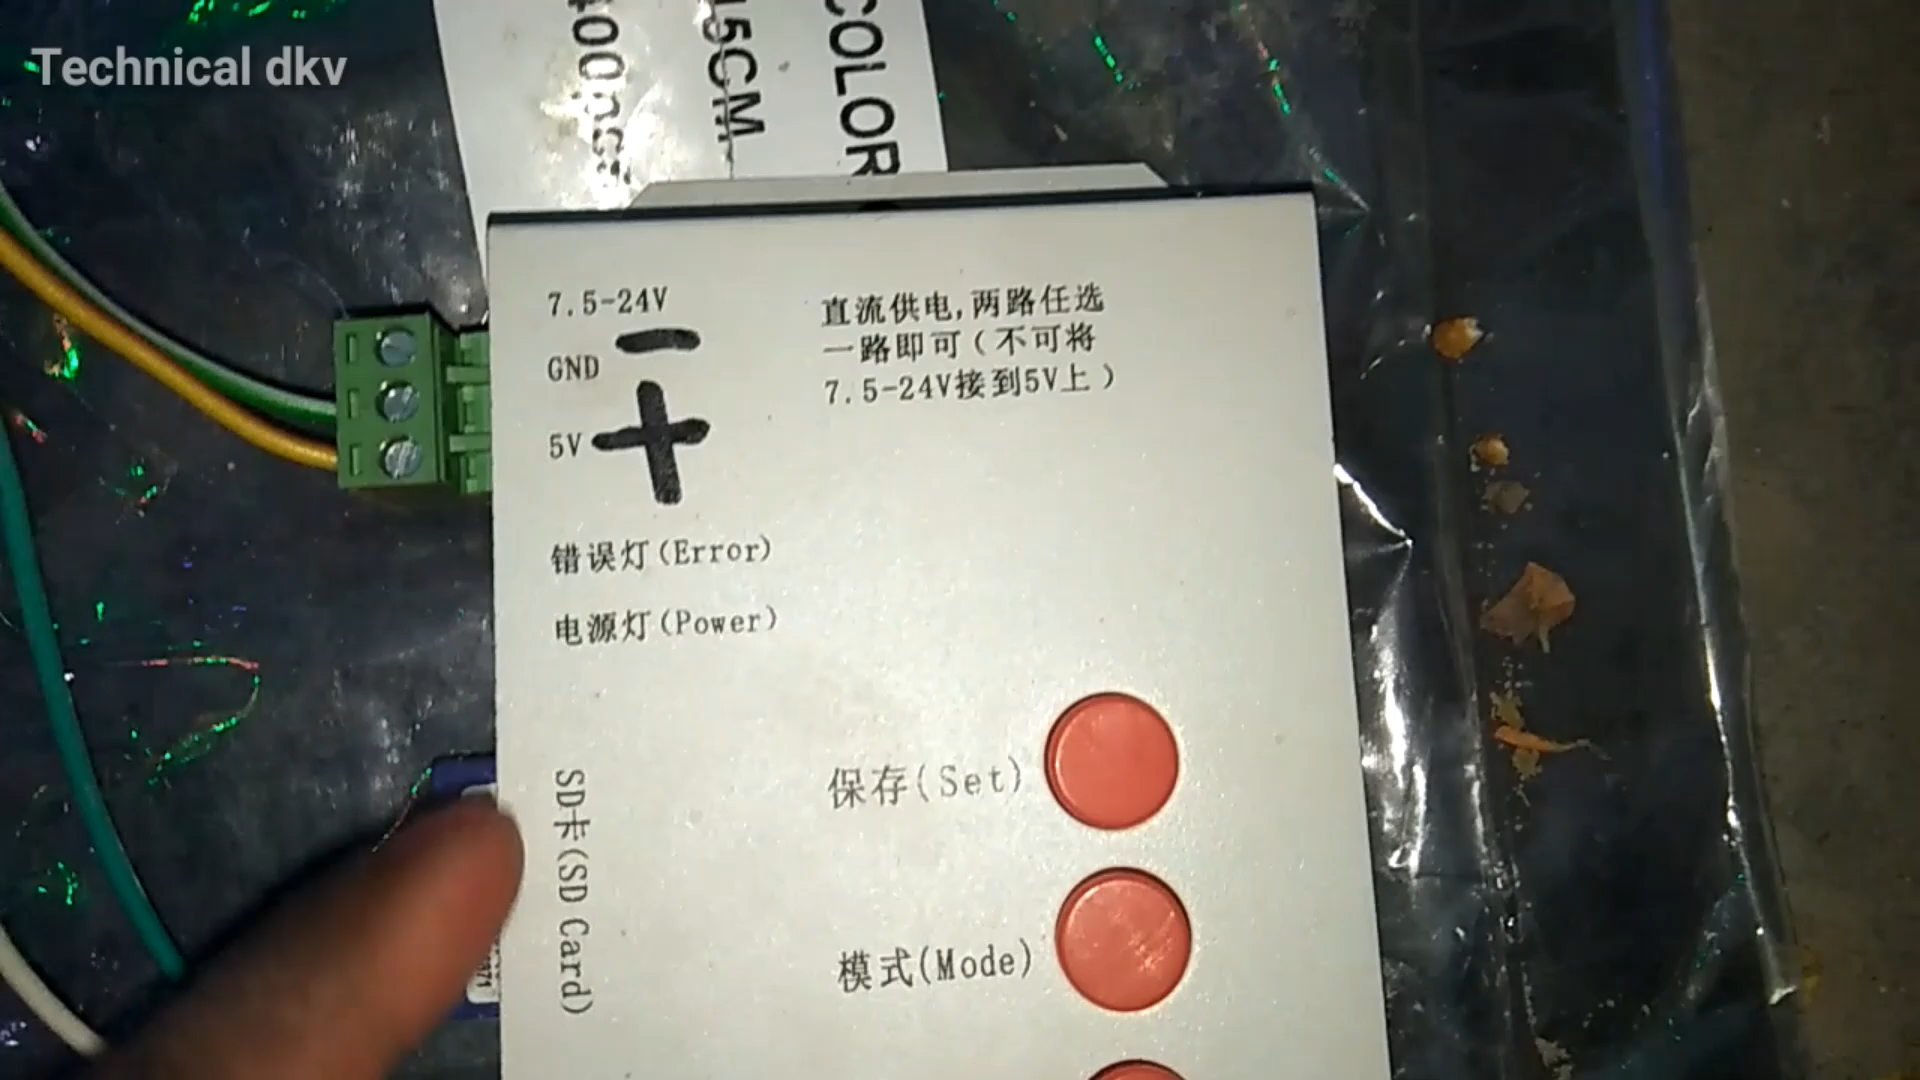 Technical dkv
COLOR
15CM
7.5-24V
GND −
5V +
直流供电,两路任选
一路即可(不可将
7.5-24V接到5V上)
错误灯(Error)
电源灯(Power)
SD卡(SD Card)
保存(Set)
模式(Mode)